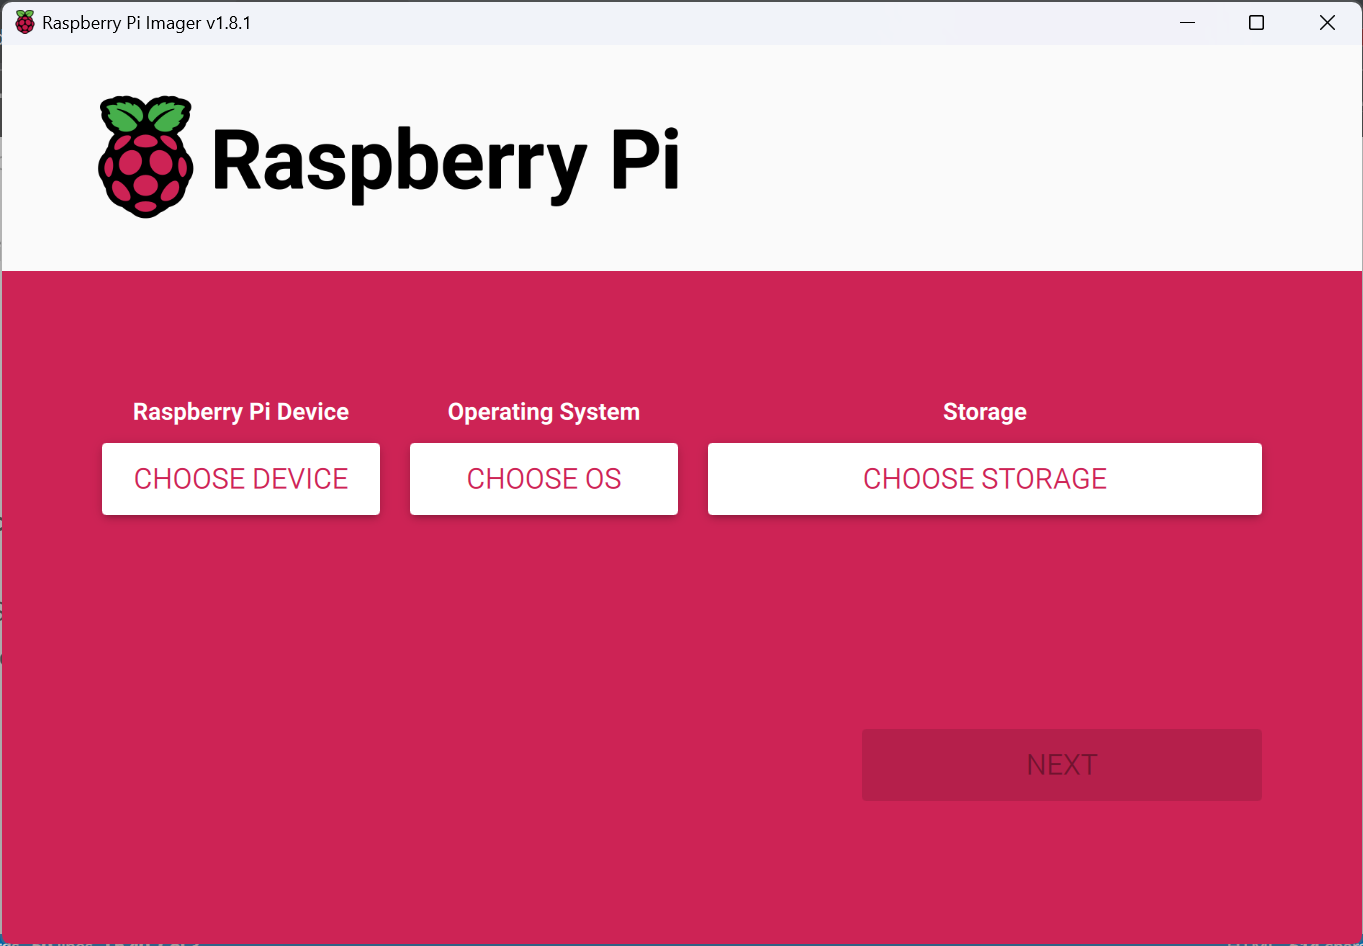 Raspberry Pi Imager v1.8.1
Raspberry Pi
Raspberry Pi Device
Operating System
Storage
CHOOSE DEVICE
CHOOSE OS
CHOOSE STORAGE
NEXT